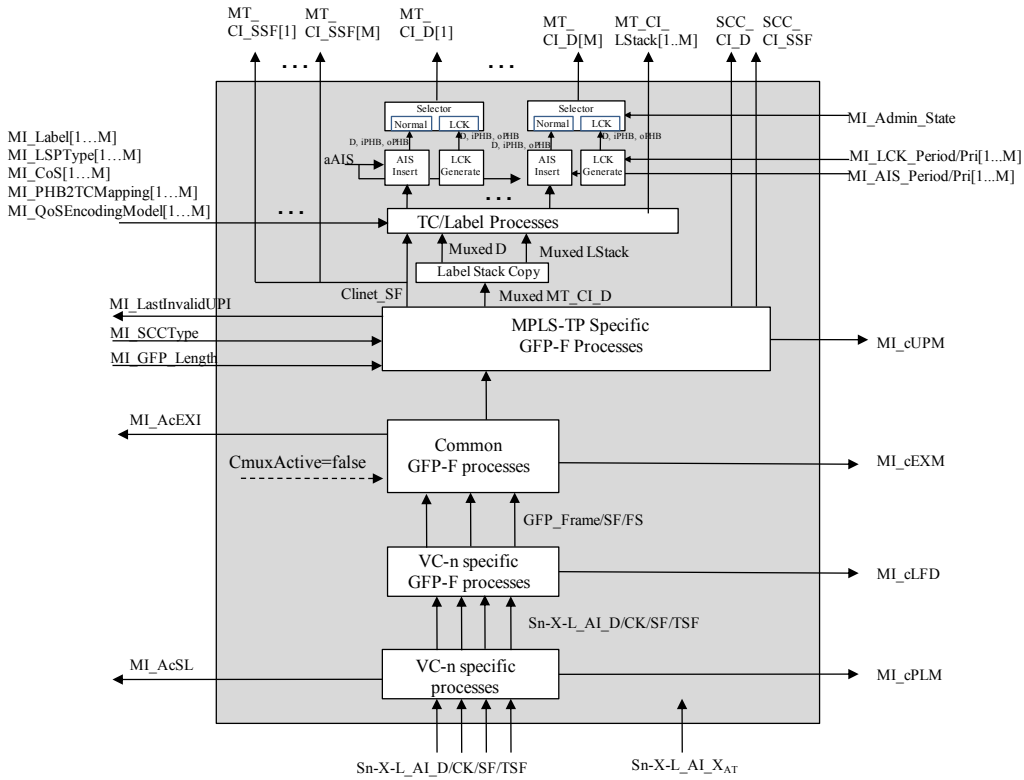 MT_
CI_SSF[1]
MT_
CI_SSF[M]
MT_
CI_D[1]
MT_
CI_D[M]
MT_CI_
LStack[1..M]
SCC_
CI_D
SCC_
CI_SSF
...
...
Selector
Normal
LCK
Selector
Normal
LCK
MI_Admin_State
D, iPHB, oPHB
D, iPHB, oPHB
D, iPHB, oPHB
MI_Label[1…M]
MI_LSPType[1…M]
MI_CoS[1…M]
MI_PHB2TCMapping[1…M]
MI_QoSEncodingModel[1…M]
aAIS
AIS
Insert
LCK
Generate
AIS
Insert
LCK
Generate
MI_LCK_Period/Pri[1...M]
MI_AIS_Period/Pri[1...M]
...
...
TC/Label Processes
Muxed D
Muxed LStack
Label Stack Copy
Clinet_SF
Muxed MT_CI_D
MI_LastInvalidUPI
MI_SCCType
MI_GFP_Length
MPLS-TP Specific
GFP-F Processes
MI_cUPM
MI_AcEXI
Common
GFP-F processes
CmuxActive=false
MI_cEXM
GFP_Frame/SF/FS
VC-n specific
GFP-F processes
MI_cLFD
Sn-X-L_AI_D/CK/SF/TSF
MI_AcSL
VC-n specific
processes
MI_cPLM
Sn-X-L_AI_D/CK/SF/TSF
Sn-X-L_AI_XAT